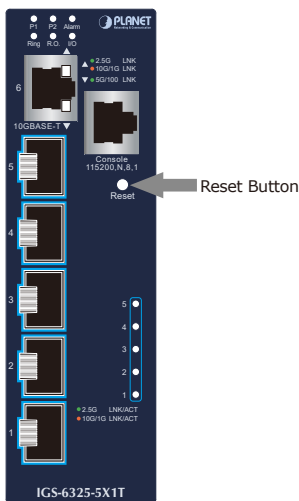 PLANET
Networking & Communication
P1 P2 Alarm
Ring R.O. I/O
2.5G LNK
10G/1G LNK
5G/100 LNK
6
10GBASE-T
Console
115200,N,8,1
Reset
Reset Button
5
4
3
2
1
5
4
3
2
1
2.5G LNK/ACT
10G/1G LNK/ACT
IGS-6325-5X1T